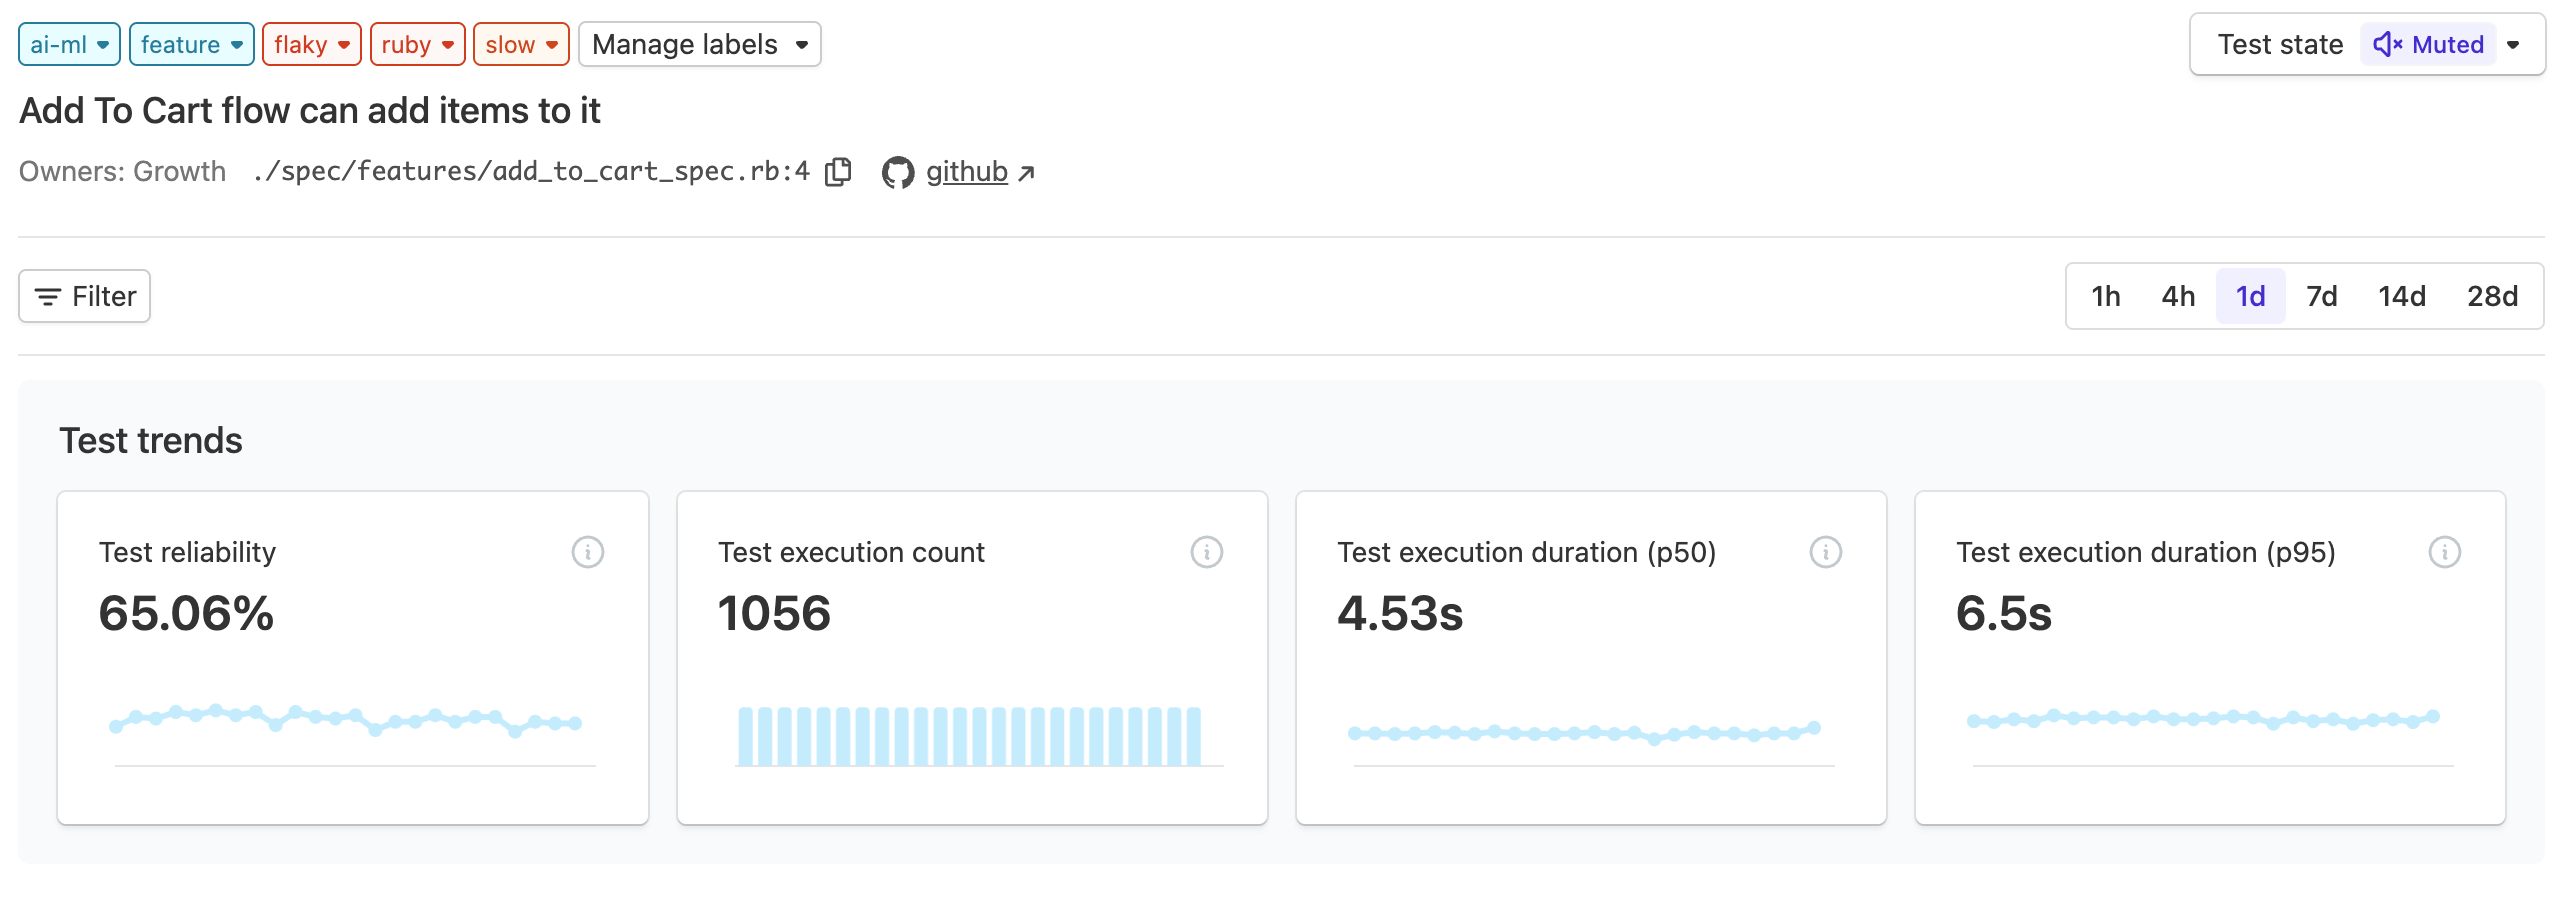 ai-ml feature flaky ruby slow Manage labels
Test state Muted
Add To Cart flow can add items to it
Owners: Growth ./spec/features/add_to_cart_spec.rb:4 github
Filter
1h 4h 1d 7d 14d 28d
Test trends
Test reliability
65.06%
Test execution count
1056
Test execution duration (p50)
4.53s
Test execution duration (p95)
6.5s